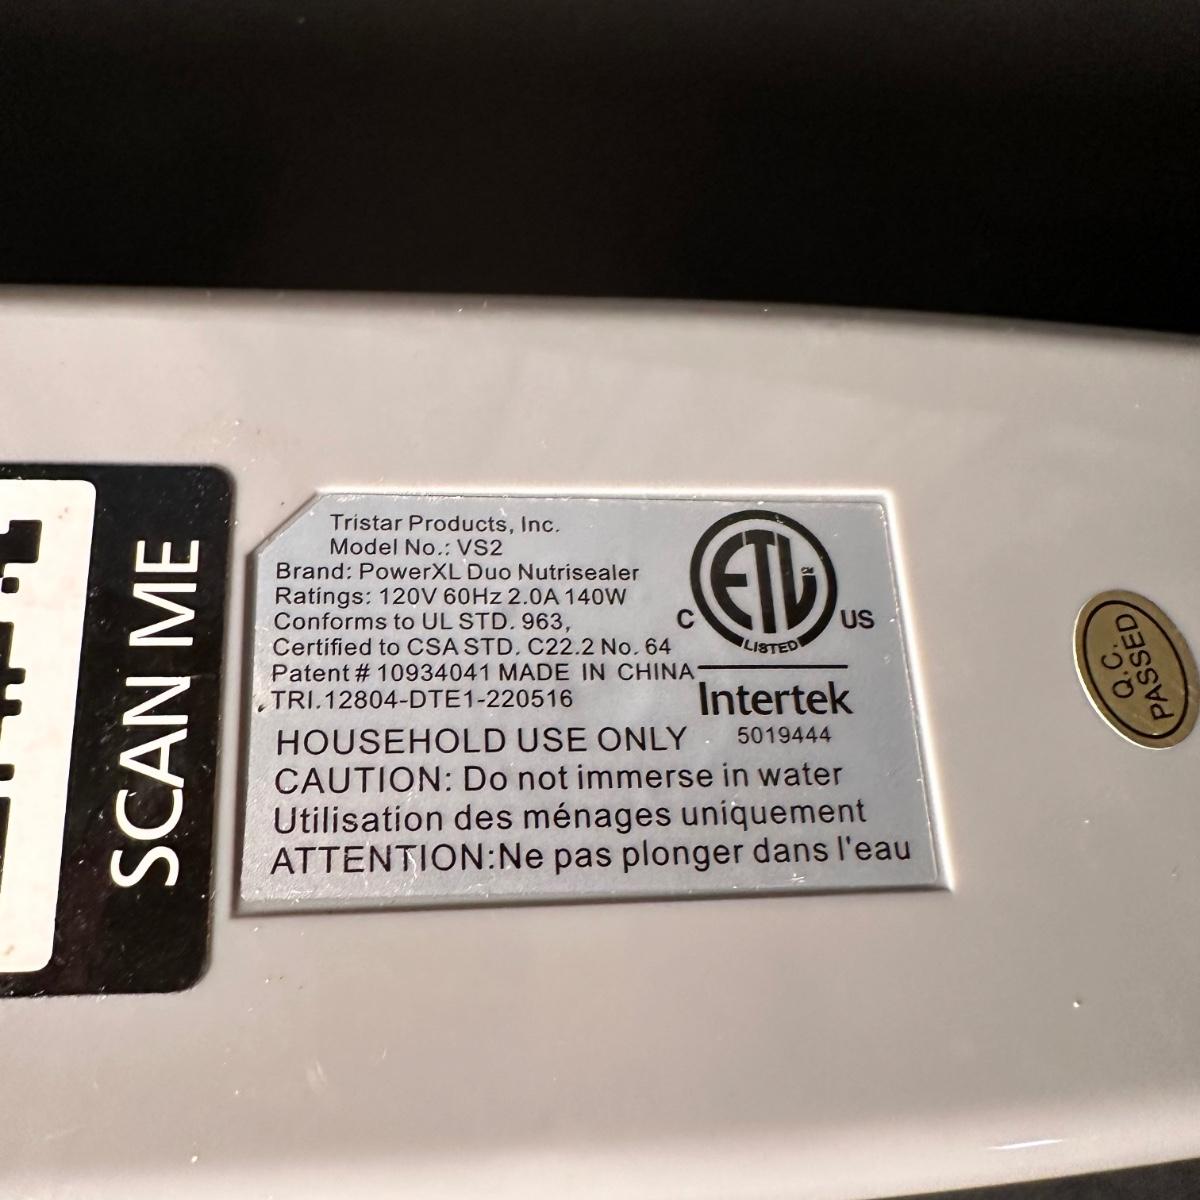 SCAN ME
Tristar Products, Inc.
Model No.: VS2
Brand: PowerXL Duo Nutrisealer
Ratings: 120V 60Hz 2.0A 140W
Conforms to UL STD. 963,
Certified to CSA STD. C22.2 No. 64
Patent # 10934041 MADE IN CHINA
TRI.12804-DTE1-220516
HOUSEHOLD USE ONLY
CAUTION: Do not immerse in water
Utilisation des ménages uniquement
ATTENTION:Ne pas plonger dans l'eau
ETL SM
C US
LISTED
Intertek
5019444
Q.C.
PASSED